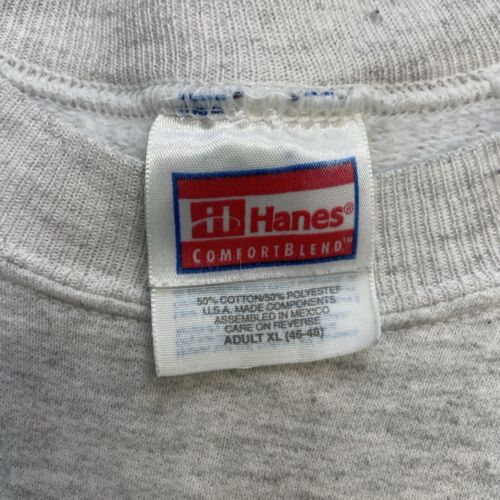 Hanes®
COMFORTBLEND™
50% COTTON/50% POLYESTER
U.S.A. MADE COMPONENTS
ASSEMBLED IN MEXICO
CARE ON REVERSE
ADULT XL (46-48)